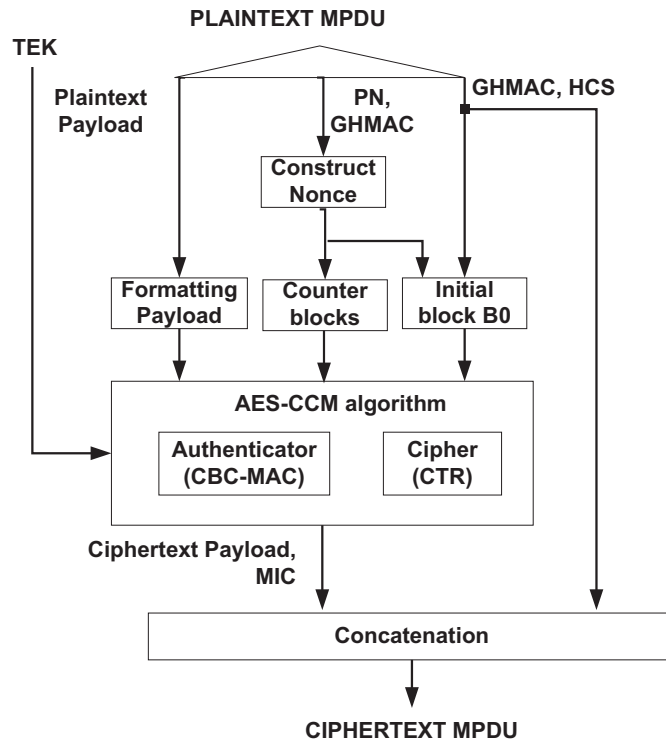 PLAINTEXT MPDU
TEK
Plaintext
Payload
PN,
GHMAC
GHMAC, HCS
Construct
Nonce
Formatting
Payload
Counter
blocks
Initial
block B0
AES-CCM algorithm
Authenticator
(CBC-MAC)
Cipher
(CTR)
Ciphertext Payload,
MIC
Concatenation
CIPHERTEXT MPDU